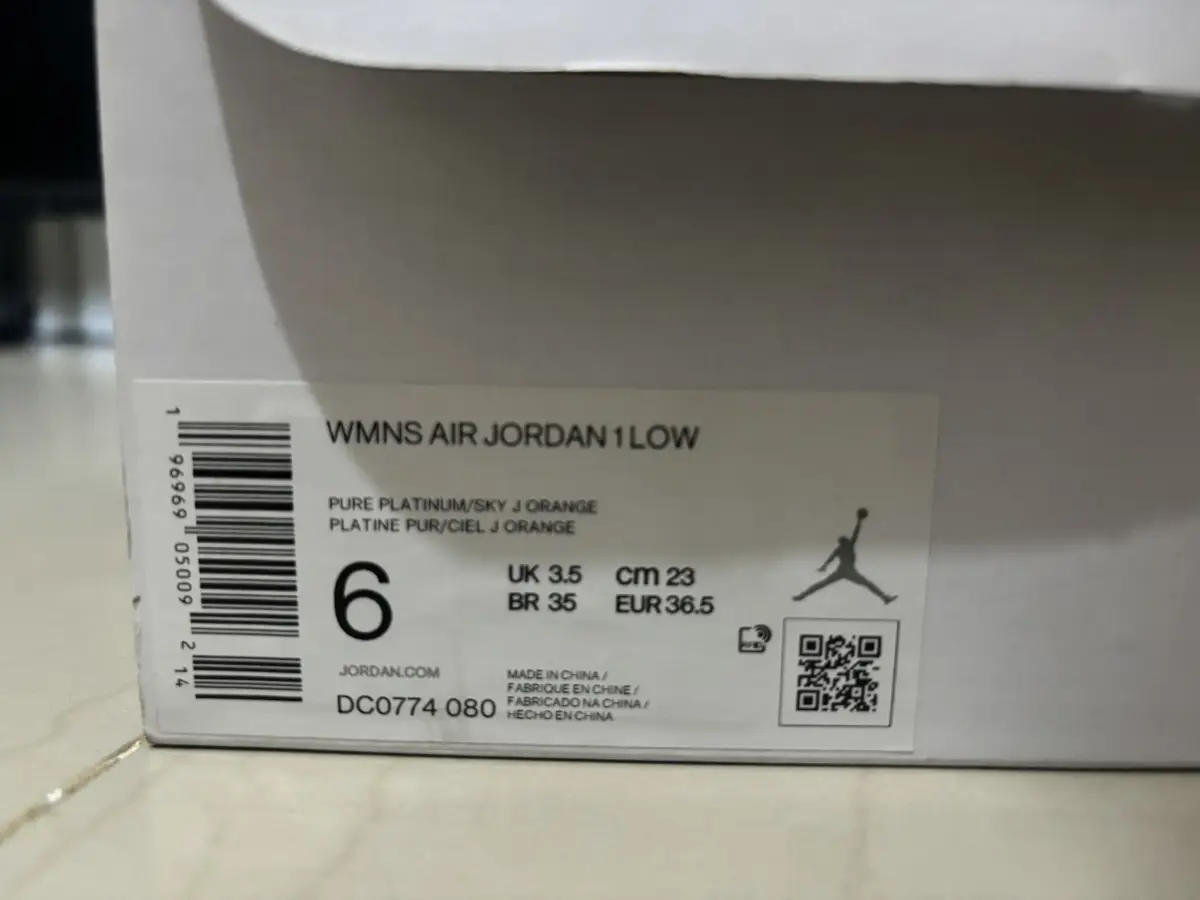 WMNS AIR JORDAN 1 LOW
PURE PLATINUM/SKY J ORANGE
PLATINE PUR/CIEL J ORANGE
6
UK 3.5 cm 23
BR 35 EUR 36.5
JORDAN.COM
DC0774 080
MADE IN CHINA /
FABRIQUE EN CHINE /
FABRICADO NA CHINA /
HECHO EN CHINA
1 96969 05009 2 14